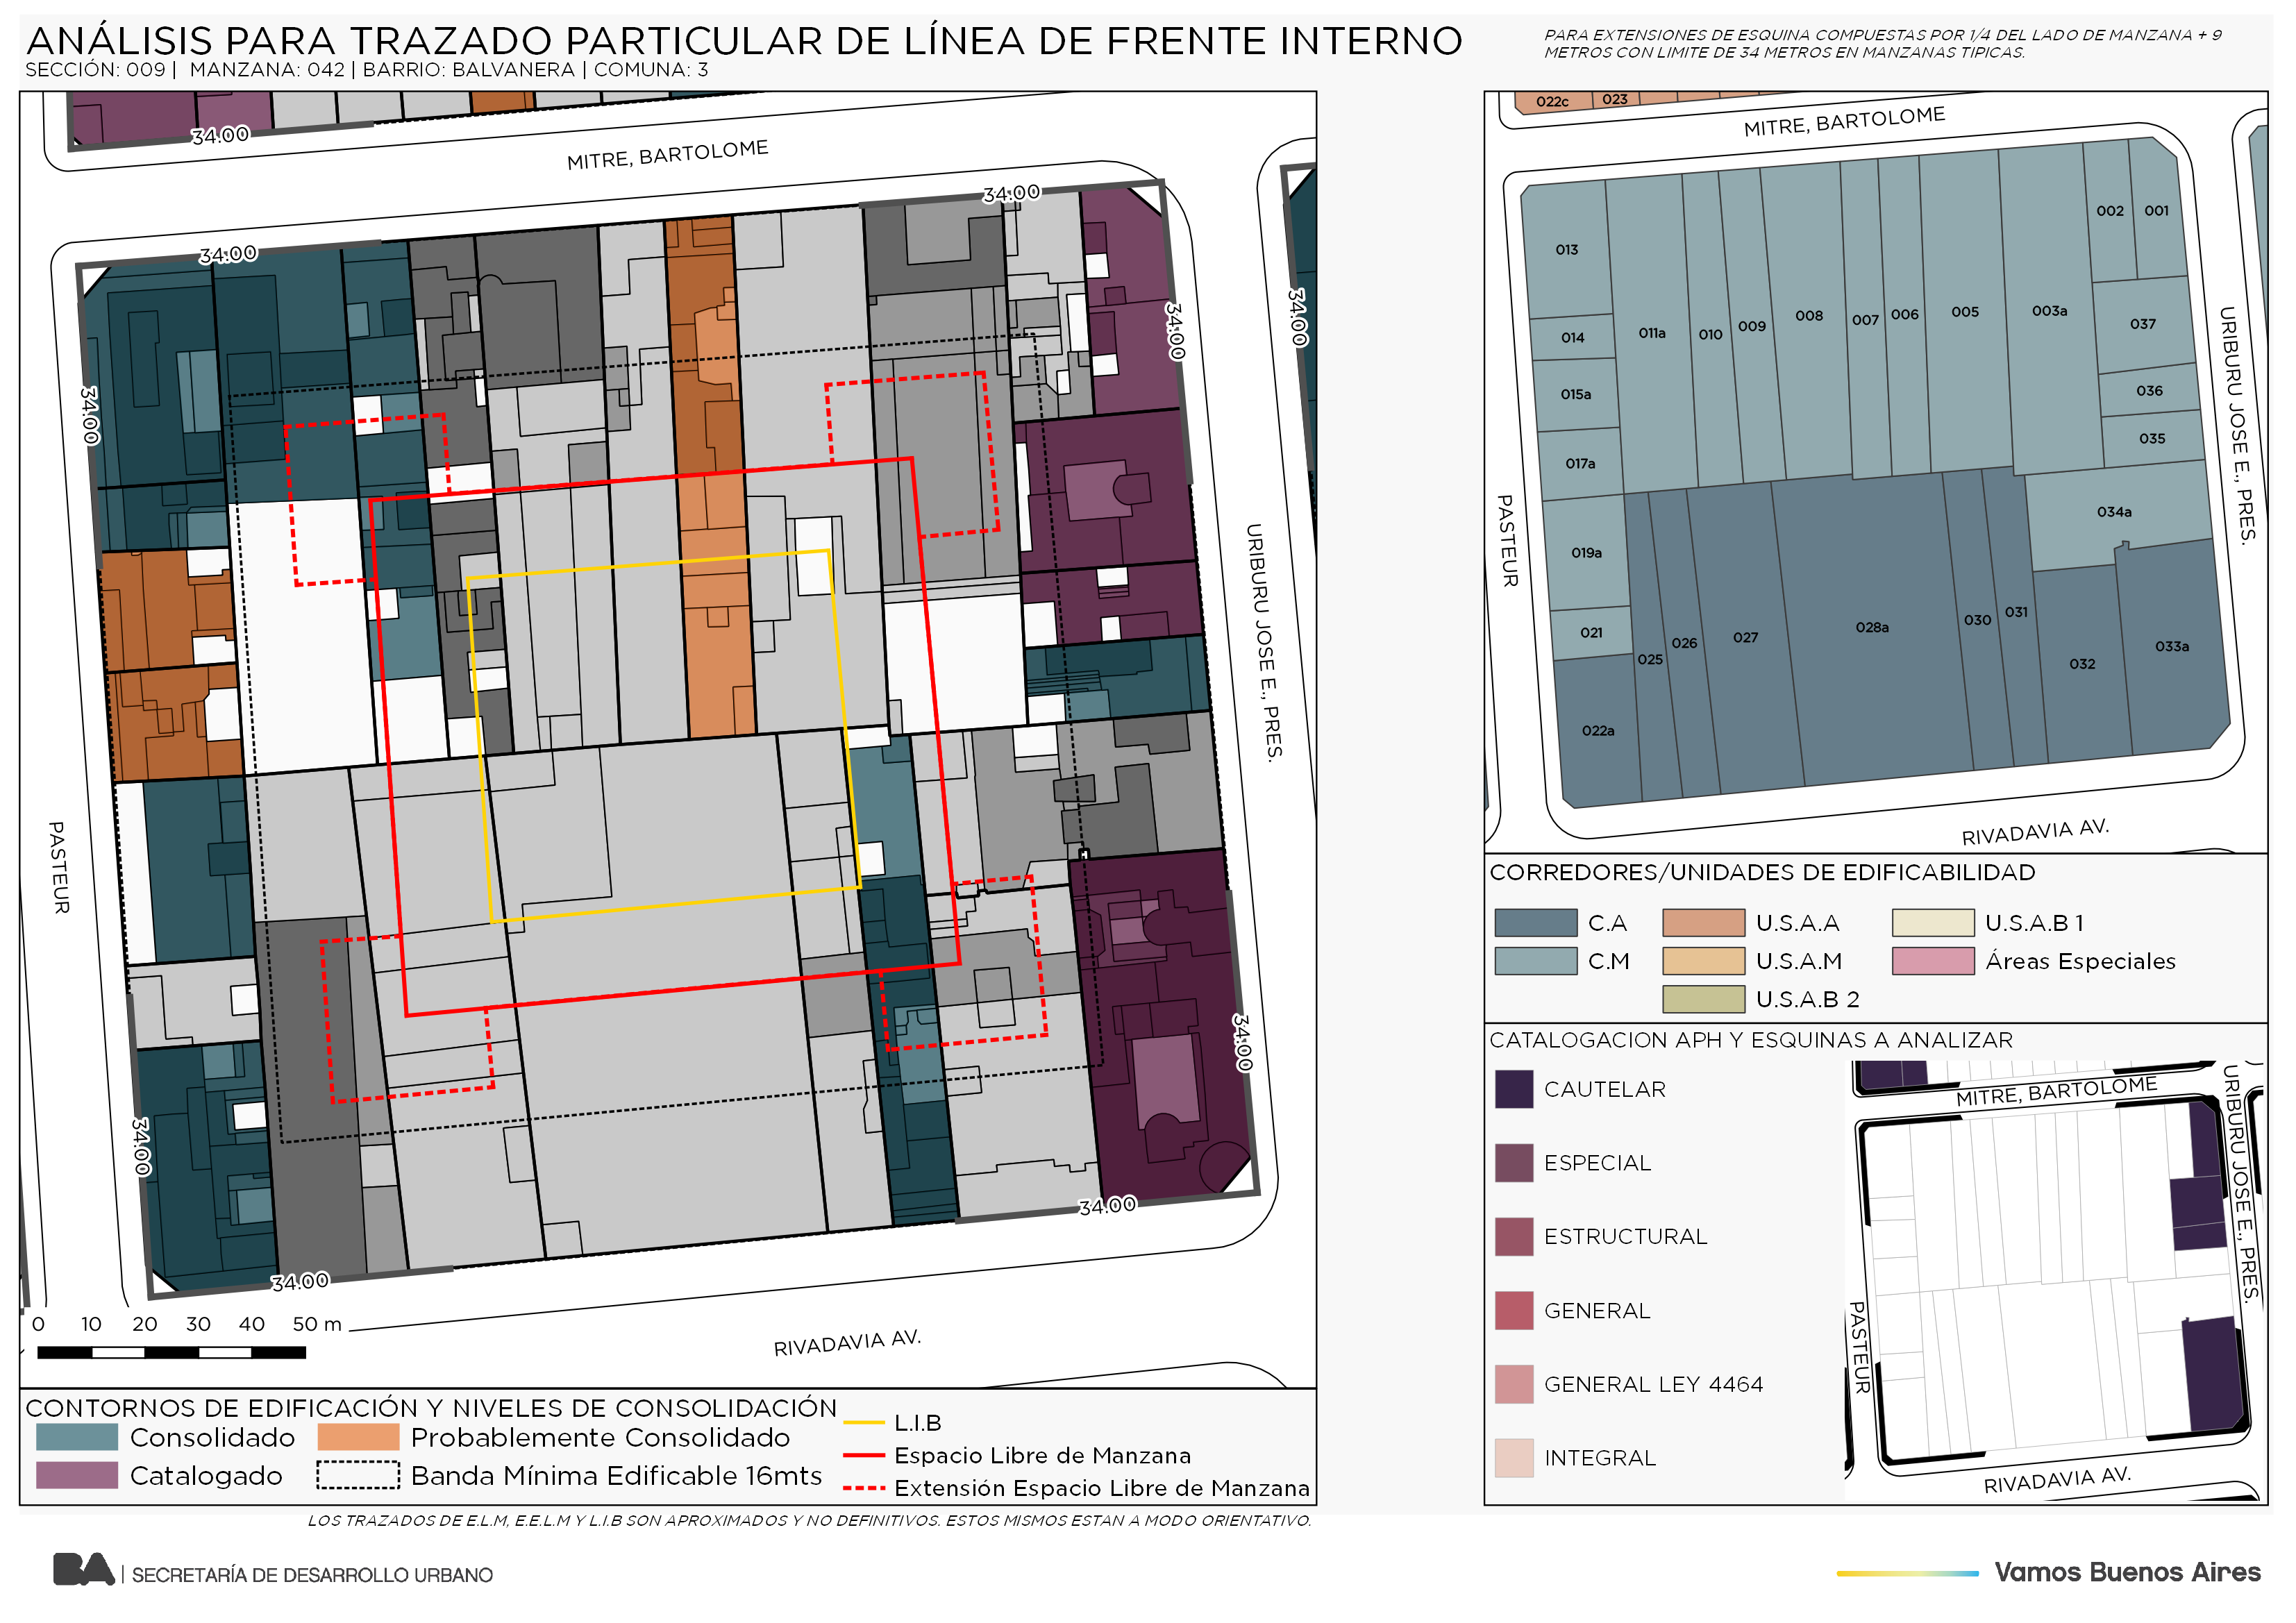 ANÁLISIS PARA TRAZADO PARTICULAR DE LÍNEA DE FRENTE INTERNO
SECCIÓN: 009 | MANZANA: 042 | BARRIO: BALVANERA | COMUNA: 3
PARA EXTENSIONES DE ESQUINA COMPUESTAS POR 1/4 DEL LADO DE MANZANA + 9
METROS CON LIMITE DE 34 METROS EN MANZANAS TIPICAS.
34.00
MITRE, BARTOLOME
34.00
34.00
34.00
34.00
34.00
URIBURU JOSE E., PRES.
PASTEUR
34.00
34.00
34.00
34.00
RIVADAVIA AV.
0 10 20 30 40 50 m
CONTORNOS DE EDIFICACIÓN Y NIVELES DE CONSOLIDACIÓN
Consolidado
Probablemente Consolidado
Catalogado
Banda Mínima Edificable 16mts
L.I.B
Espacio Libre de Manzana
Extensión Espacio Libre de Manzana
LOS TRAZADOS DE E.L.M, E.E.L.M Y L.I.B SON APROXIMADOS Y NO DEFINITIVOS. ESTOS MISMOS ESTAN A MODO ORIENTATIVO.
022c
023
MITRE, BARTOLOME
013
014
015a
017a
019a
021
022a
011a
010
009
008
007
006
005
003a
002
001
037
036
035
034a
025
026
027
028a
030
031
032
033a
PASTEUR
URIBURU JOSE E., PRES.
RIVADAVIA AV.
CORREDORES/UNIDADES DE EDIFICABILIDAD
C.A
U.S.A.A
U.S.A.B 1
C.M
U.S.A.M
Áreas Especiales
U.S.A.B 2
CATALOGACION APH Y ESQUINAS A ANALIZAR
CAUTELAR
ESPECIAL
ESTRUCTURAL
GENERAL
GENERAL LEY 4464
INTEGRAL
MITRE, BARTOLOME
URIBURU JOSE E., PRES.
PASTEUR
RIVADAVIA AV.
BA | SECRETARÍA DE DESARROLLO URBANO
Vamos Buenos Aires